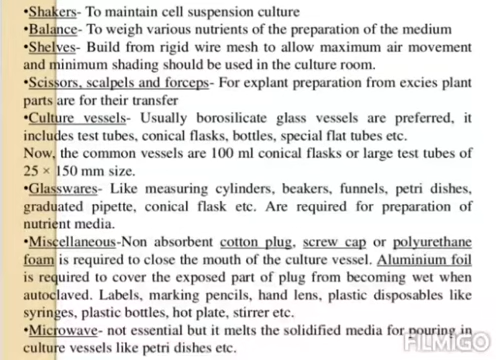 •Shakers- To maintain cell suspension culture
•Balance- To weigh various nutrients of the preparation of the medium
•Shelves- Build from rigid wire mesh to allow maximum air movement
and minimum shading should be used in the culture room.
•Scissors, scalpels and forceps- For explant preparation from excies plant
parts are for their transfer
•Culture vessels- Usually borosilicate glass vessels are preferred, it
includes test tubes, conical flasks, bottles, special flat tubes etc.
Now, the common vessels are 100 ml conical flasks or large test tubes of
25 × 150 mm size.
•Glasswares- Like measuring cylinders, beakers, funnels, petri dishes,
graduated pipette, conical flask etc. Are required for preparation of
nutrient media.
•Miscellaneous-Non absorbent cotton plug, screw cap or polyurethane
foam is required to close the mouth of the culture vessel. Aluminium foil
is required to cover the exposed part of plug from becoming wet when
autoclaved. Labels, marking pencils, hand lens, plastic disposables like
syringes, plastic bottles, hot plate, stirrer etc.
•Microwave- not essential but it melts the solidified media for pouring in
culture vessels like petri dishes etc.
FILMIGO